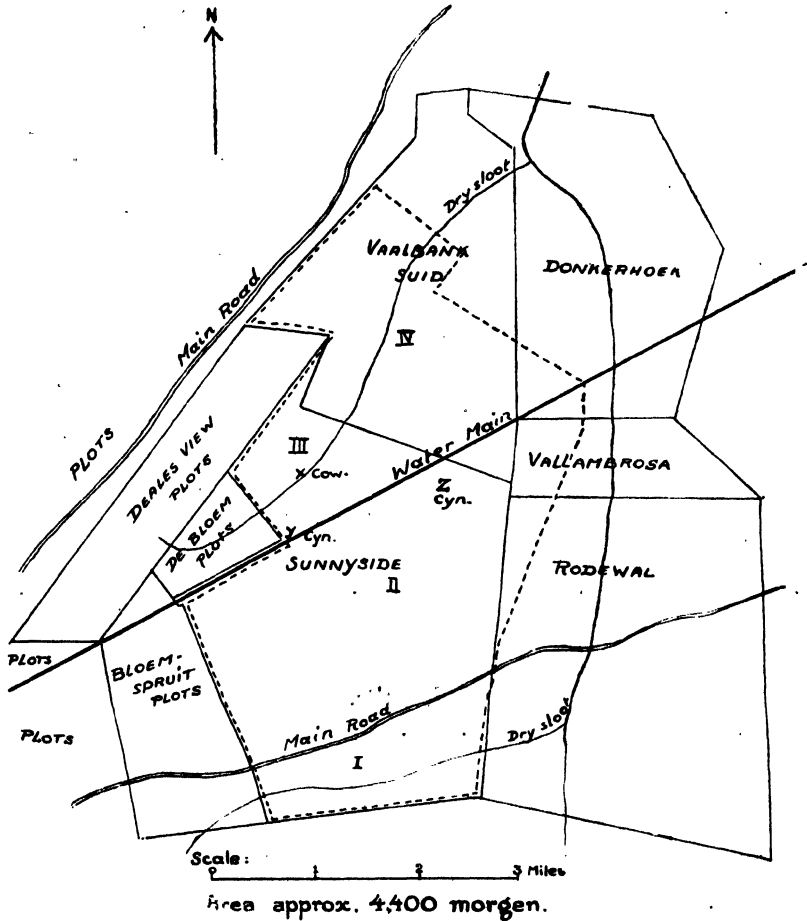 N
Dry sloot
VAALBANK
SUID
DONKERHOEK
Main Road
IV
PLOTS
DEALES VIEW
PLOTS
III
x Cow.
Water Main
Z
Cyn.
VALLAMBROSA
DE BLOEM
PLOTS
Y Cyn.
SUNNYSIDE
II
RODEWAL
PLOTS
BLOEM-
SPRUIT
PLOTS
PLOTS
Main Road
I
Dry sloot
Scale:
0 1 2 3 Miles
Area approx. 4,400 morgen.